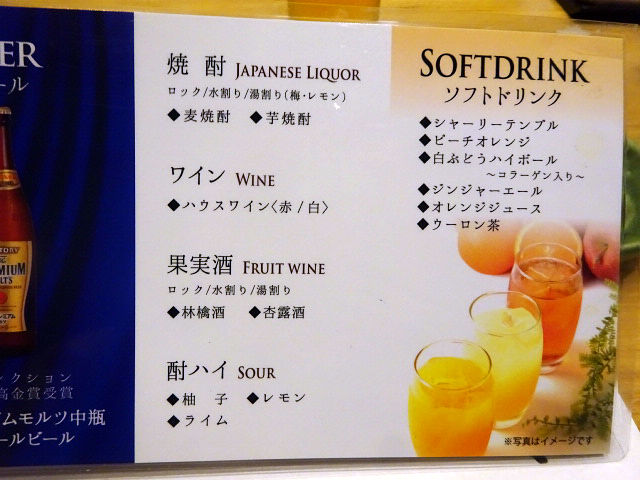 ER
ール
SUNTORY
PREMIUM
MALTS
レクション
高金賞受賞
ムモルツ中瓶
ールビール
焼 酎 JAPANESE LIQUOR
ロック/水割り/湯割り(梅・レモン)
◆麦焼酎 ◆芋焼酎
ワイン WINE
◆ハウスワイン〈赤 / 白〉
果実酒 FRUIT WINE
ロック/水割り/湯割り
◆林檎酒 ◆杏露酒
酎ハイ SOUR
◆柚 子 ◆レモン
◆ライム
SOFTDRINK
ソフトドリンク
◆シャーリーテンプル
◆ピーチオレンジ
◆白ぶどうハイボール
～コラーゲン入り～
◆ジンジャーエール
◆オレンジジュース
◆ウーロン茶
※写真はイメージです